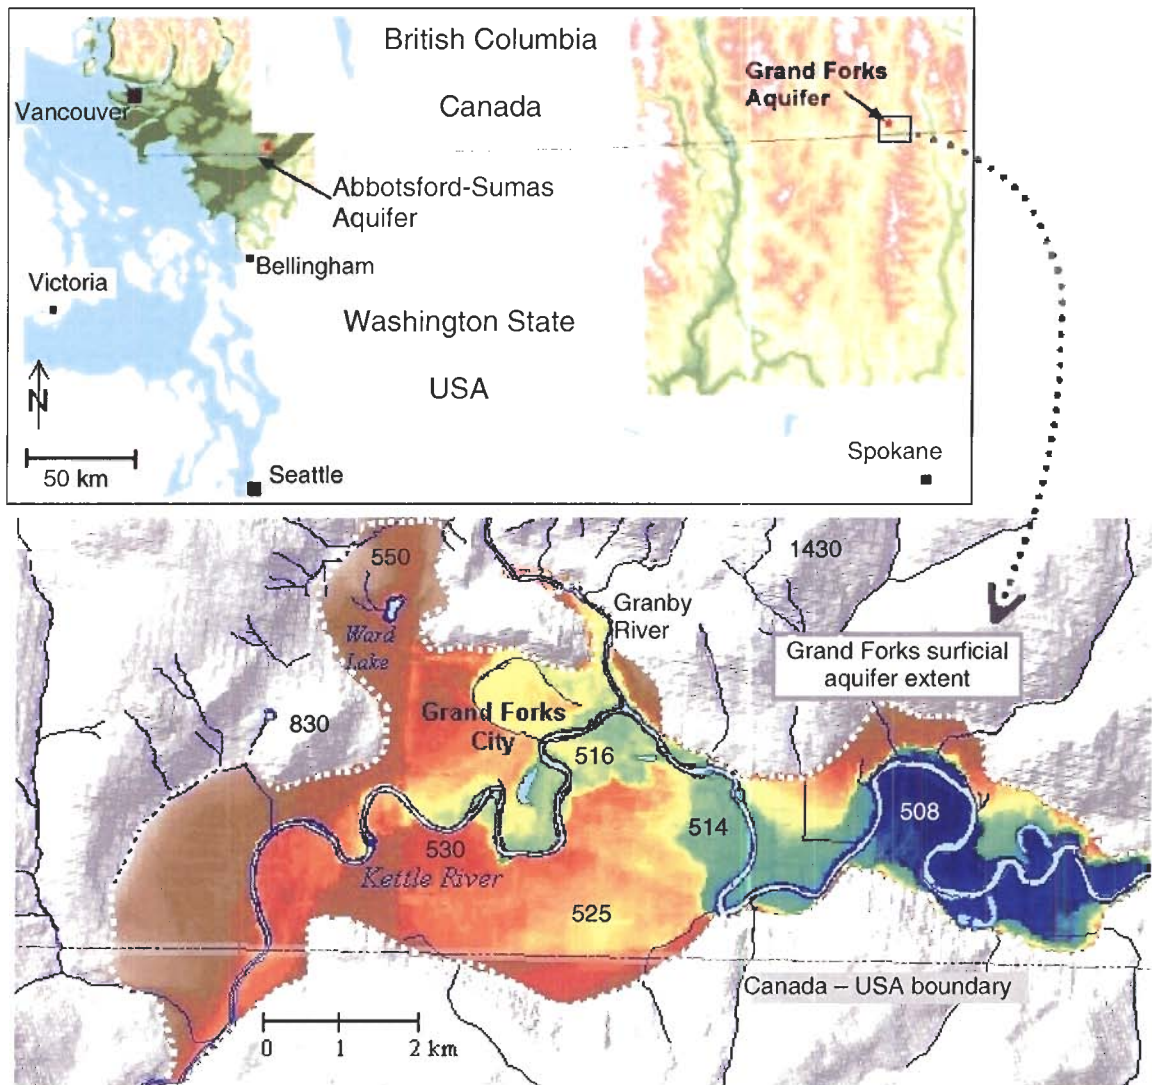 British Columbia
Canada
Grand Forks
Aquifer
Vancouver
Abbotsford-Sumas
Aquifer
Bellingham
Victoria
Washington State
USA
N
50 km
Seattle
Spokane
550
1430
Granby
River
Ward
Lake
Grand Forks surficial
aquifer extent
830
Grand Forks
City
516
508
514
530
Kettle River
525
Canada – USA boundary
0 1 2 km